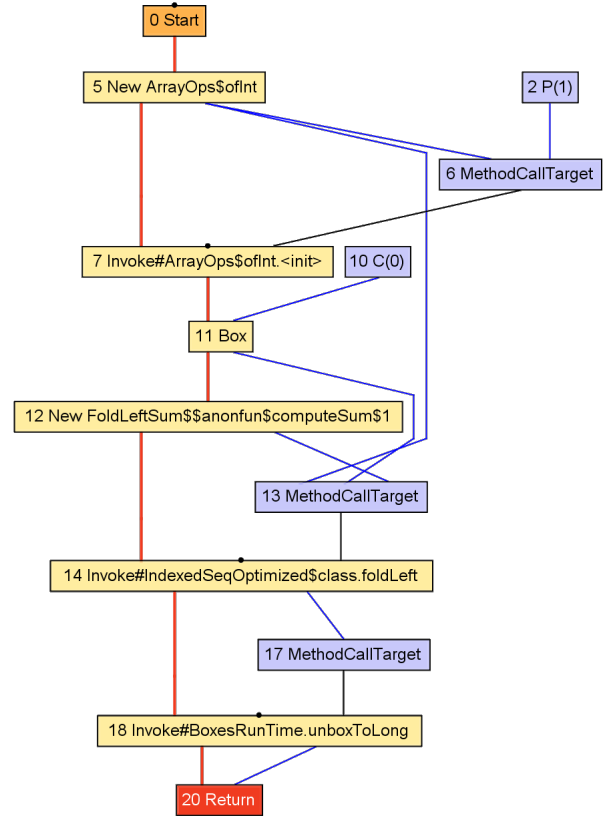 0 Start
5 New ArrayOps$ofInt
2 P(1)
6 MethodCallTarget
7 Invoke#ArrayOps$ofInt.<init>
10 C(0)
11 Box
12 New FoldLeftSum$$anonfun$computeSum$1
13 MethodCallTarget
14 Invoke#IndexedSeqOptimized$class.foldLeft
17 MethodCallTarget
18 Invoke#BoxesRunTime.unboxToLong
20 Return